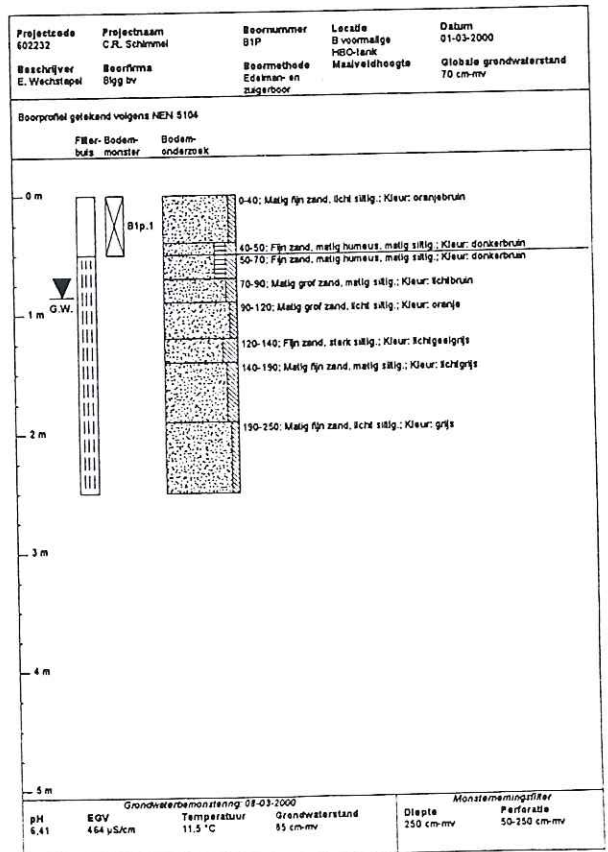 Projectcode Projectnaam Boornummer Locatie Datum
602232 C.R. Schimmel B1P B voormalige HBO-tank 01-03-2000
Beschrijver Boorfirma Boormethode Maaiveldhoogte Globale grondwaterstand
E. Wechstapel Bigg bv Edelman- en zuigerboor 70 cm-mv
Boorprofiel getekend volgens NEN 5104
Filter- buis Bodem- monster Bodem- onderzoek
0 m
B1p.1
0-40; Matig fijn zand, licht siltig.; Kleur: oranjebruin
40-50; Fijn zand, matig humeus, matig siltig.; Kleur: donkerbruin
50-70; Fijn zand, matig humeus, matig siltig.; Kleur: donkerbruin
70-90; Matig grof zand, matig siltig.; Kleur: lichtbruin
G.W.
90-120; Matig grof zand, licht siltig.; Kleur: oranje
1 m
120-140; Fijn zand, sterk siltig.; Kleur: lichtgeelgrijs
140-190; Matig fijn zand, matig siltig.; Kleur: lichtgrijs
190-250; Matig fijn zand, licht siltig.; Kleur: grijs
2 m
3 m
4 m
5 m
Grondwaterbemonstering: 08-03-2000 Monsternemingsfilter
pH EGV Temperatuur Grondwaterstand Diepte Perforatie
6,41 464 µS/cm 11.5 °C 85 cm-mv 250 cm-mv 50-250 cm-mv